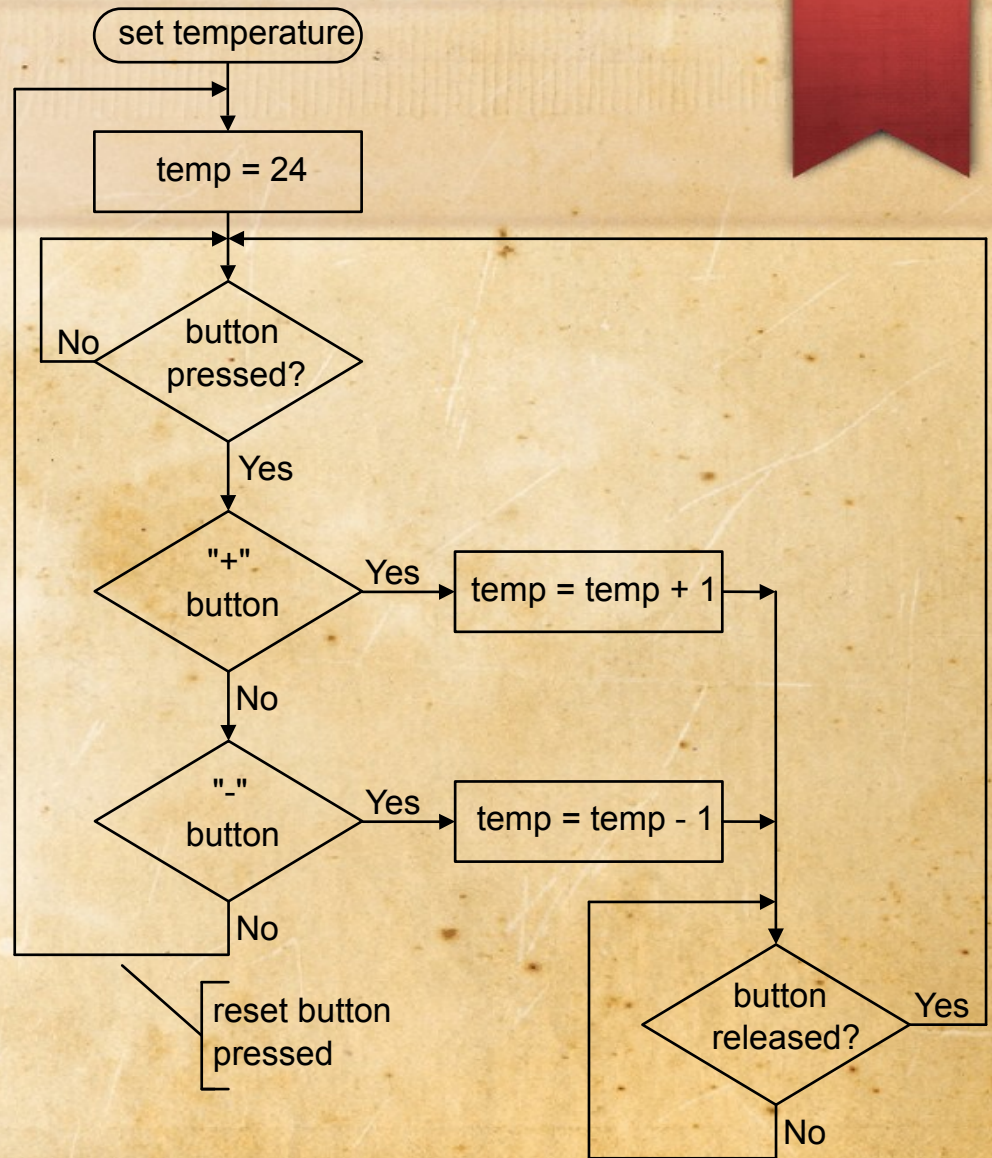 set temperature
temp = 24
button
pressed?
No
Yes
"+"
button
Yes
temp = temp + 1
No
"-"
button
Yes
temp = temp - 1
No
reset button
pressed
button
released?
Yes
No